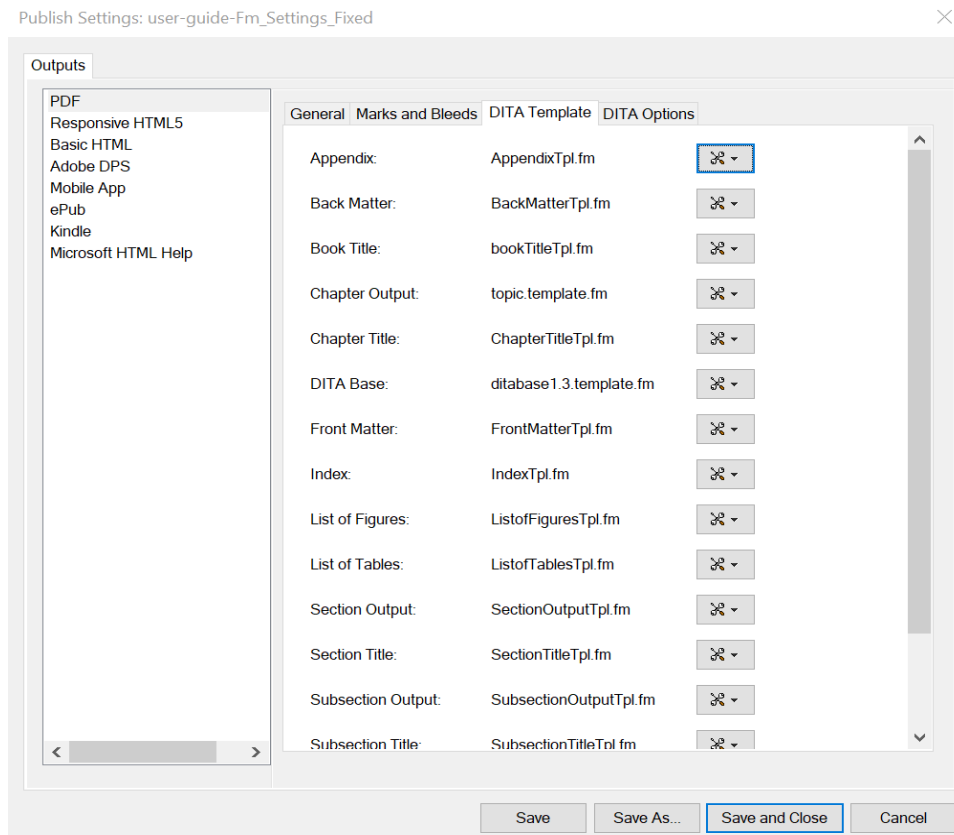 Publish Settings: user-guide-Fm_Settings_Fixed
Outputs
PDF
Responsive HTML5
Basic HTML
Adobe DPS
Mobile App
ePub
Kindle
Microsoft HTML Help
General Marks and Bleeds DITA Template DITA Options
Appendix: AppendixTpl.fm
Back Matter: BackMatterTpl.fm
Book Title: bookTitleTpl.fm
Chapter Output: topic.template.fm
Chapter Title: ChapterTitleTpl.fm
DITA Base: ditabase1.3.template.fm
Front Matter: FrontMatterTpl.fm
Index: IndexTpl.fm
List of Figures: ListofFiguresTpl.fm
List of Tables: ListofTablesTpl.fm
Section Output: SectionOutputTpl.fm
Section Title: SectionTitleTpl.fm
Subsection Output: SubsectionOutputTpl.fm
Subsection Title: SubsectionTitleTpl.fm
Save Save As... Save and Close Cancel